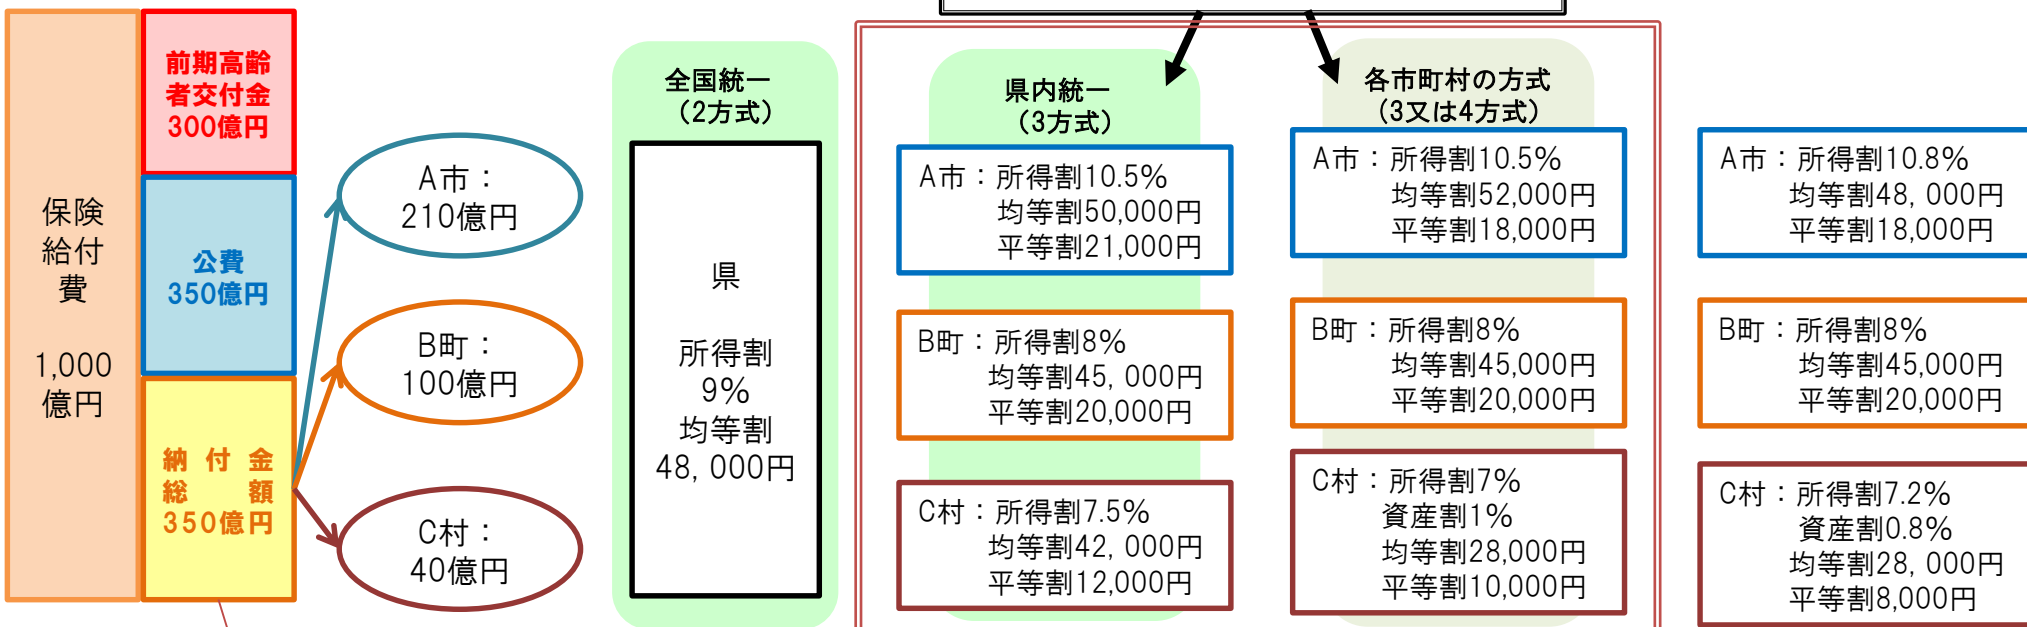 保険
給付
費
1,000
億円
前期高齢
者交付金
300億円
公費
350億円
納付金
総額
350億円
A市：
210億円
B町：
100億円
C村：
40億円
全国統一
（2方式）
県
所得割
9%
均等割
48,000円
県内統一
（3方式）
A市：所得割10.5%
均等割50,000円
平等割21,000円
B町：所得割8%
均等割45,000円
平等割20,000円
C村：所得割7.5%
均等割42,000円
平等割12,000円
各市町村の方式
（3又は4方式）
A市：所得割10.5%
均等割52,000円
平等割18,000円
B町：所得割8%
均等割45,000円
平等割20,000円
C村：所得割7%
資産割1%
均等割28,000円
平等割10,000円
A市：所得割10.8%
均等割48,000円
平等割18,000円
B町：所得割8%
均等割45,000円
平等割20,000円
C村：所得割7.2%
資産割0.8%
均等割28,000円
平等割8,000円